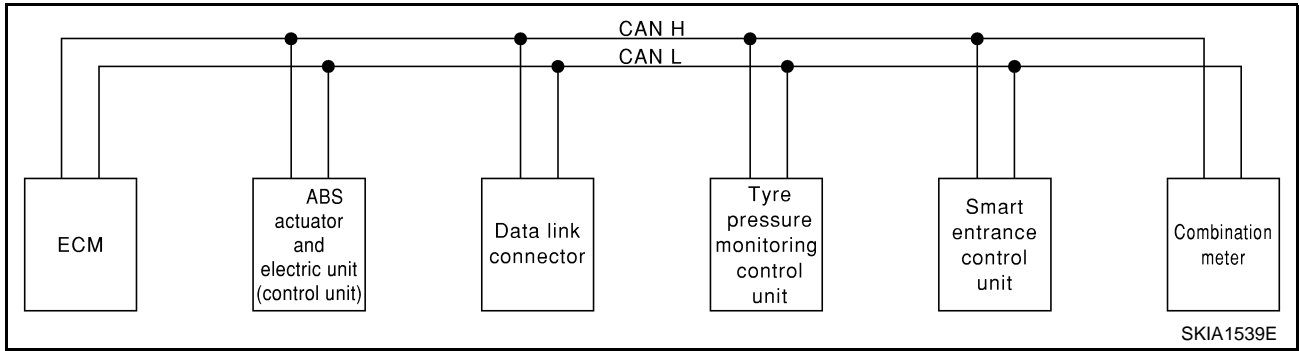 CAN H
CAN L
ECM
ABS
actuator
and
electric unit
(control unit)
Data link
connector
Tyre
pressure
monitoring
control
unit
Smart
entrance
control
unit
Combination
meter
SKIA1539E